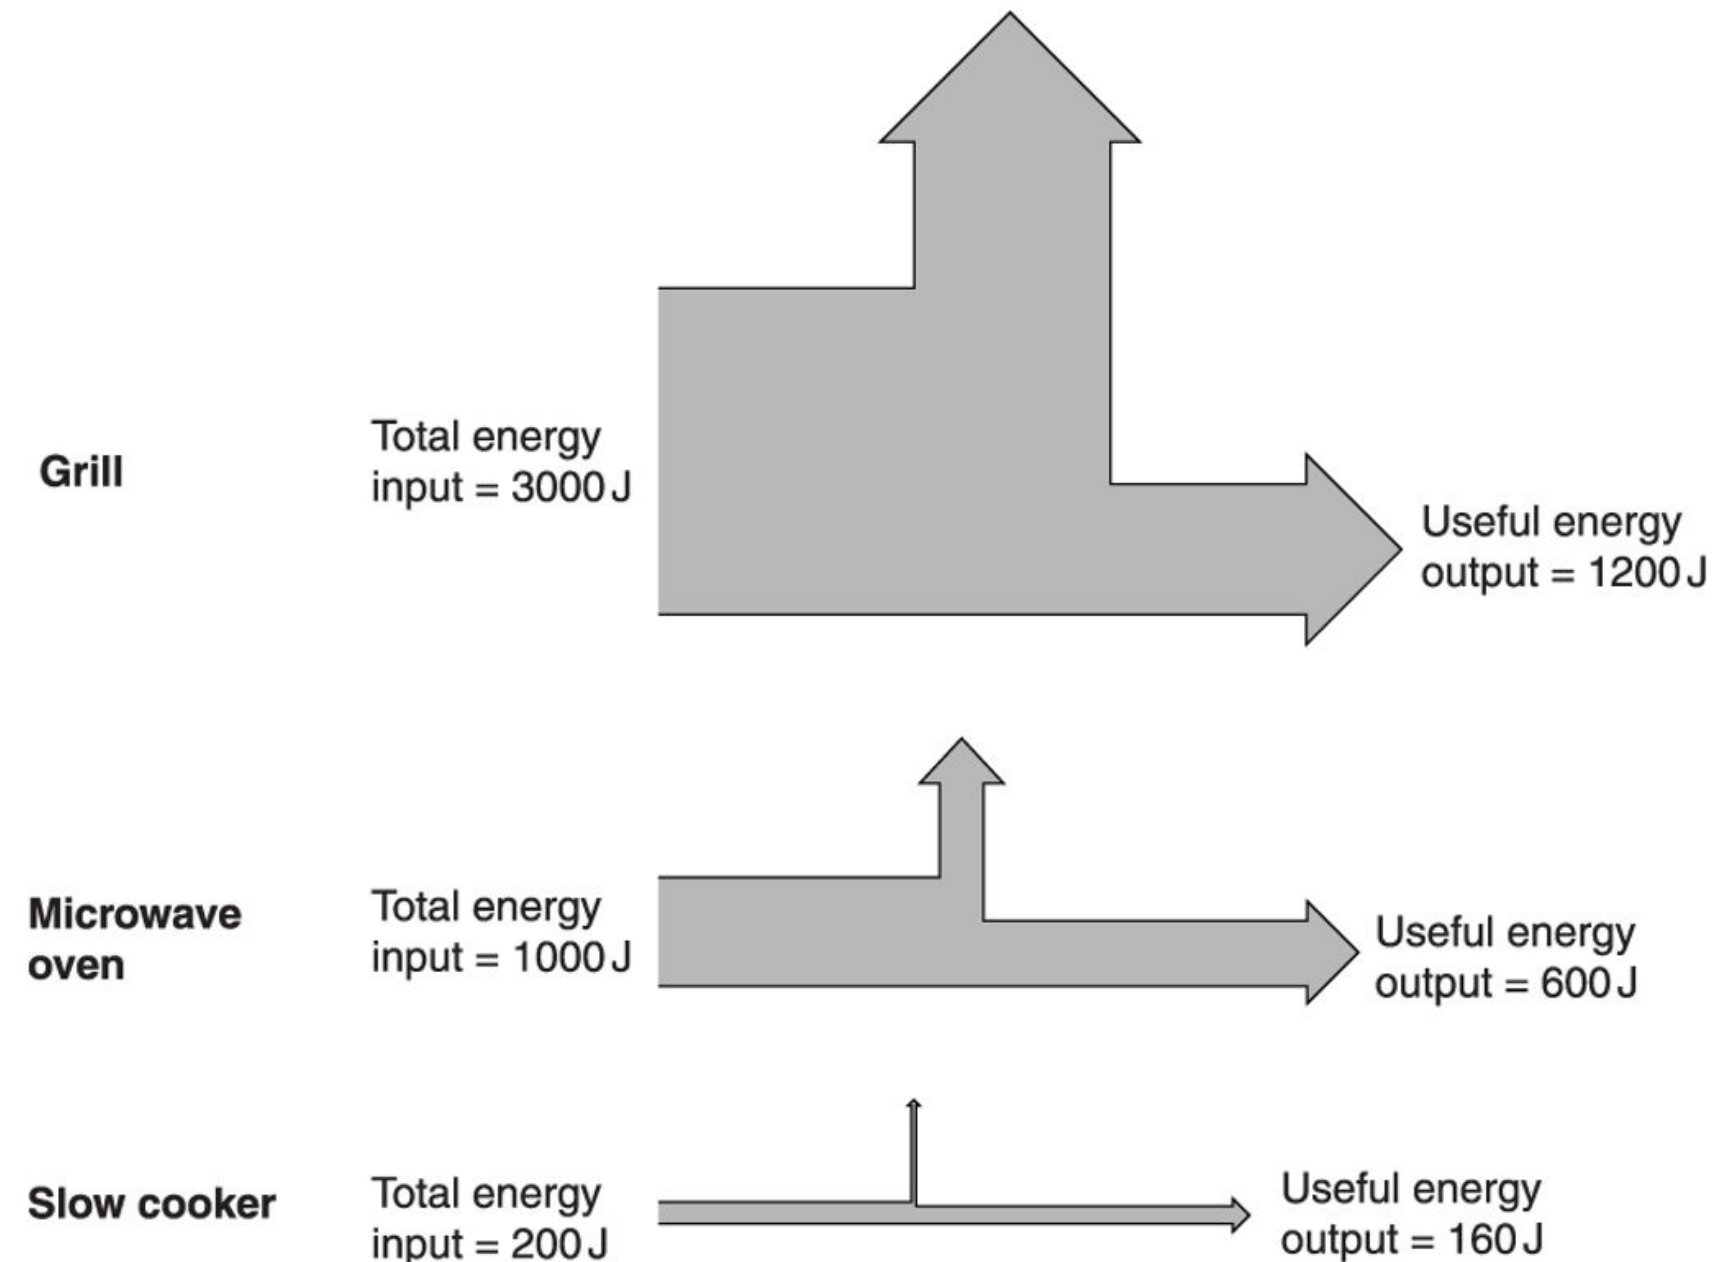 Grill
Total energy
input = 3000 J
Useful energy
output = 1200 J
Microwave
oven
Total energy
input = 1000 J
Useful energy
output = 600 J
Slow cooker
Total energy
input = 200 J
Useful energy
output = 160 J